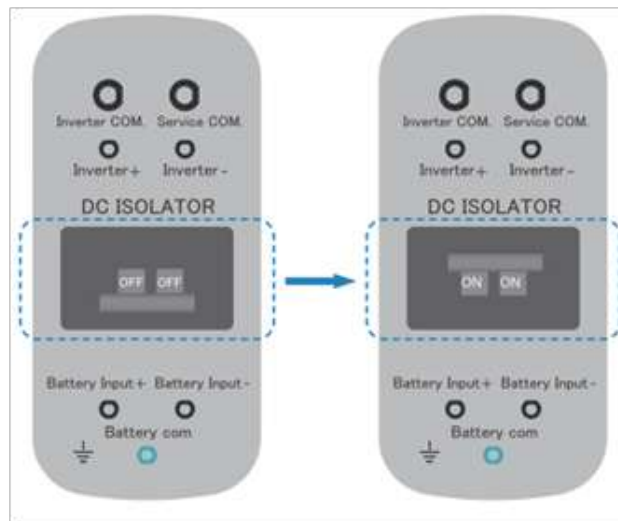 Inverter COM. Service COM.
Inverter+ Inverter-
DC ISOLATOR
OFF OFF
Battery Input+ Battery Input-
Battery com
Inverter COM. Service COM.
Inverter+ Inverter-
DC ISOLATOR
ON ON
Battery Input+ Battery Input-
Battery com